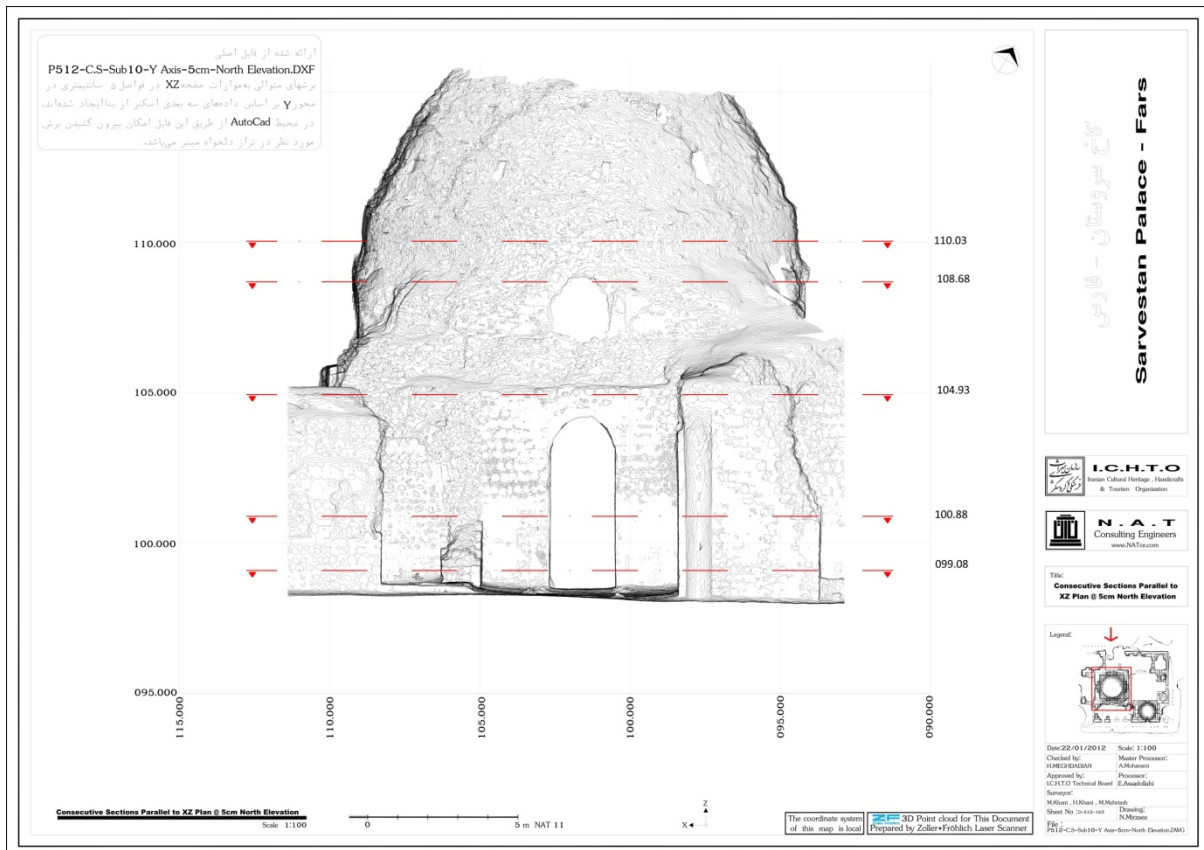 ارائه شده از فایل اصلی
P512-C.S-Sub10-Y Axis-5cm-North Elevation.DXF
برشهای متوالی بهموازات صفحه XZ در فواصل ۵ سانتیمتری در
محور Y بر اساس دادههای سه بعدی اسکنر از بنا ایجاد شدهاند.
در محیط AutoCad از طریق این فایل امکان بیرون کشیدن برش
مورد نظر در تراز دلخواه میسر میباشد.
110.000
105.000
100.000
095.000
110.03
108.68
104.93
100.88
099.08
115.000
110.000
105.000
100.000
095.000
090.000
Consecutive Sections Parallel to XZ Plan @ 5cm North Elevation
Scale 1:100
0 5 m NAT 11
Z
X
The coordinate system
of this map is local
ZF 3D Point cloud for This Document
Prepared by Zoller+Fröhlich Laser Scanner
کاخ سروستان - فارس
Sarvestan Palace - Fars
I.C.H.T.O
Iranian Cultural Heritage , Handicrafts
& Tourism Organization
N.A.T
Consulting Engineers
www.NATce.com
Title:
Consecutive Sections Parallel to
XZ Plan @ 5cm North Elevation
Legend:
Date:22/01/2012 Scale: 1:100
Checked by: Master Processor:
H.MEGHDADIAN A.Moharami
Approved by: Processor:
I.C.H.T.O Technical Board E.Assadollahi
Surveyor:
M.Khani , H.Khani , M.Mehrtash
Sheet No :D-512-163 Drawing:
N.Mirzaee
File :
P512-C.S-Sub10-Y Axis-5cm-North Elevation.DWG